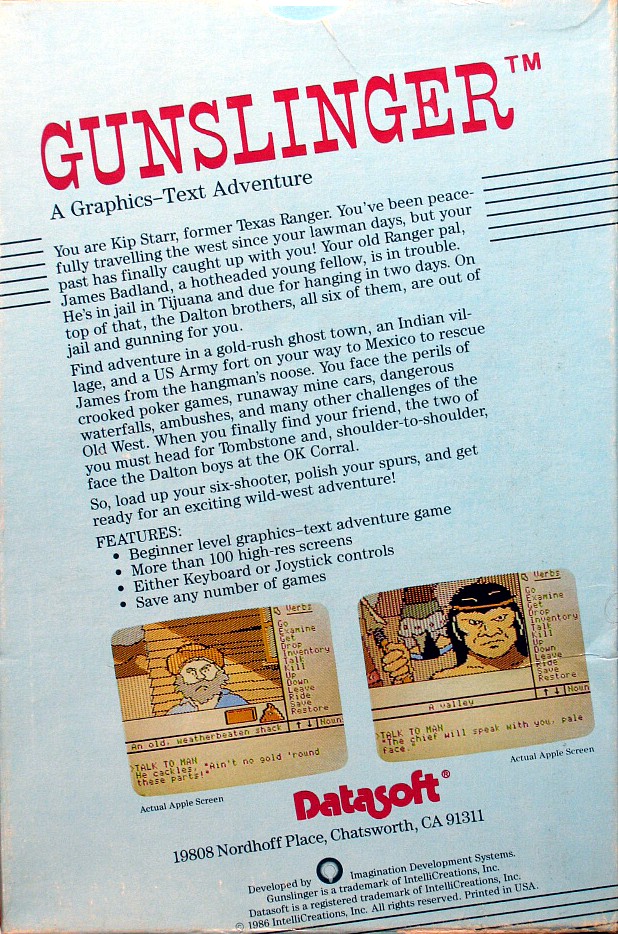 GUNSLINGER™
A Graphics–Text Adventure
You are Kip Starr, former Texas Ranger. You've been peace-
fully travelling the west since your lawman days, but your
past has finally caught up with you! Your old Ranger pal,
James Badland, a hotheaded young fellow, is in trouble.
He's in jail in Tijuana and due for hanging in two days. On
top of that, the Dalton brothers, all six of them, are out of
jail and gunning for you.
Find adventure in a gold-rush ghost town, an Indian vil-
lage, and a US Army fort on your way to Mexico to rescue
James from the hangman's noose. You face the perils of
crooked poker games, runaway mine cars, dangerous
waterfalls, ambushes, and many other challenges of the
Old West. When you finally find your friend, the two of
you must head for Tombstone and, shoulder-to-shoulder,
face the Dalton boys at the OK Corral.
So, load up your six-shooter, polish your spurs, and get
ready for an exciting wild-west adventure!
FEATURES:
• Beginner level graphics–text adventure game
• More than 100 high-res screens
• Either Keyboard or Joystick controls
• Save any number of games
Verbs
Go
Examine
Get
Drop
Inventory
Talk
Kill
Up
Down
Leave
Ride
Save
Restore
An old, weatherbeaten shack
↑ ↓ Noun
>TALK TO MAN
He cackles, "Ain't no gold 'round
these parts!"
Actual Apple Screen
Verbs
Go
Examine
Get
Drop
Inventory
Talk
Kill
Up
Down
Leave
Ride
Save
Restore
A valley
↑ ↓ Noun
>TALK TO MAN
"The chief will speak with you, pale
face."
Actual Apple Screen
Datasoft®
19808 Nordhoff Place, Chatsworth, CA 91311
Developed by Imagination Development Systems.
Gunslinger is a trademark of IntelliCreations, Inc.
Datasoft is a registered trademark of IntelliCreations, Inc.
© 1986 IntelliCreations, Inc. All rights reserved. Printed in USA.